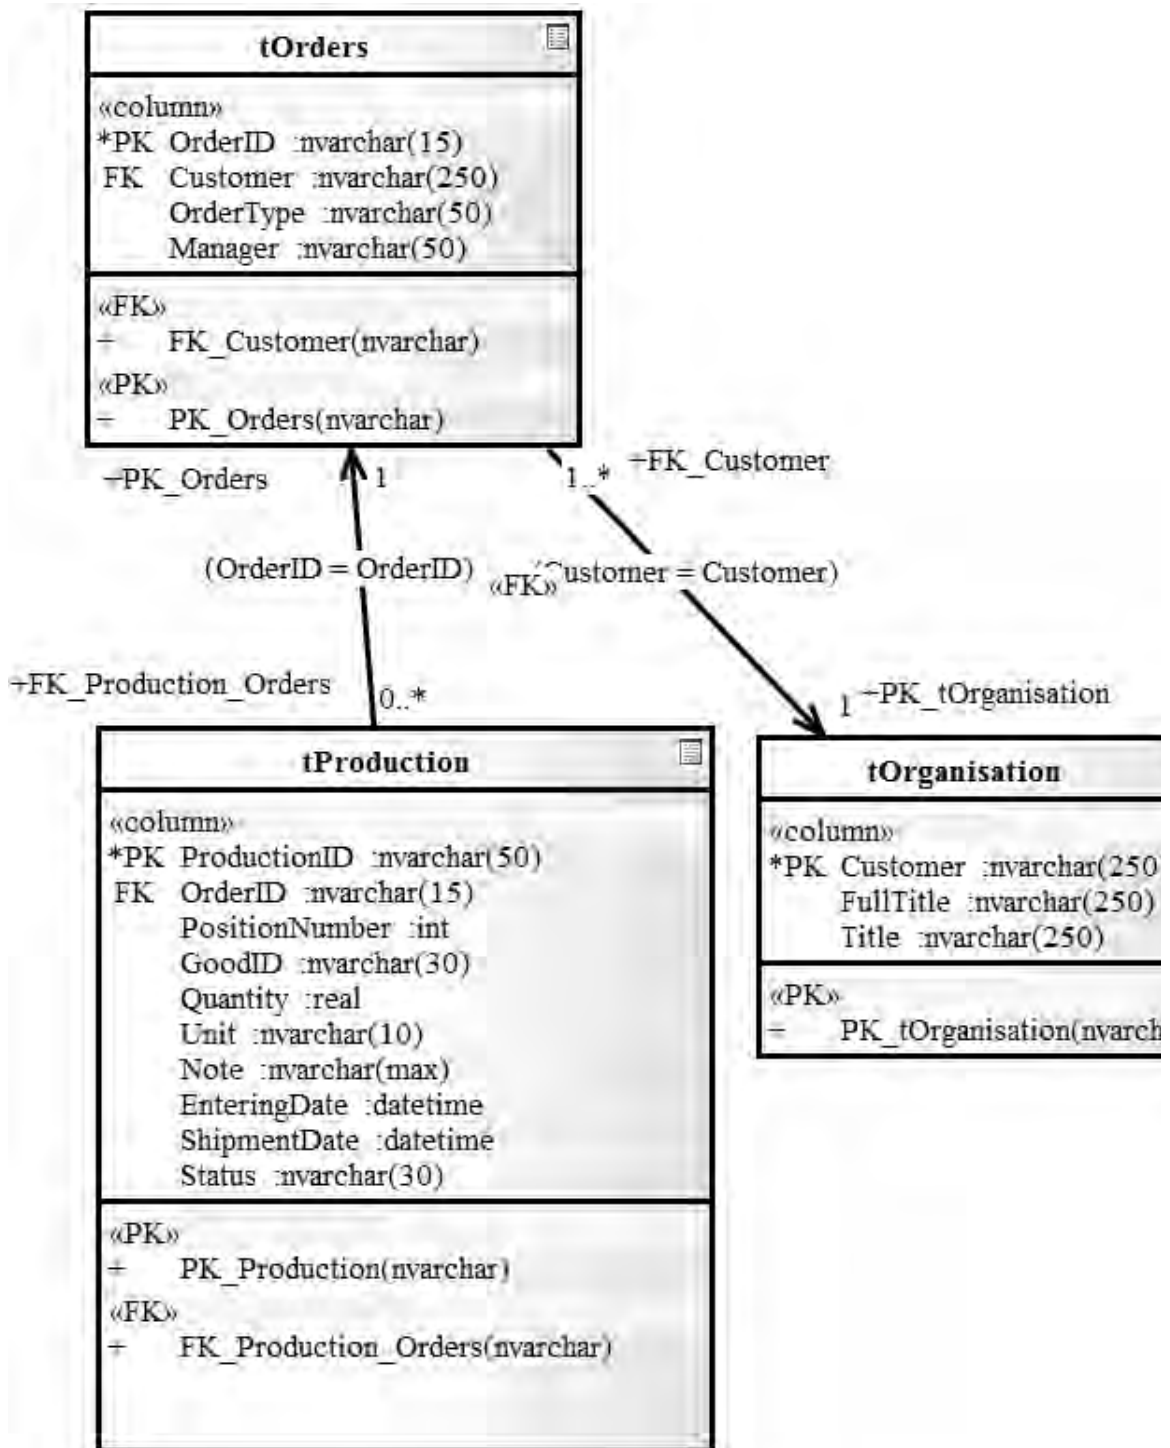 tOrders
«column»
*PK OrderID :nvarchar(15)
FK Customer :nvarchar(250)
OrderType :nvarchar(50)
Manager :nvarchar(50)
«FK»
+ FK_Customer(nvarchar)
«PK»
+ PK_Orders(nvarchar)
+PK_Orders
1
1..*
+FK_Customer
(OrderID = OrderID)
«FK»
(Customer = Customer)
+FK_Production_Orders
0..*
1
+PK_tOrganisation
tProduction
«column»
*PK ProductionID :nvarchar(50)
FK OrderID :nvarchar(15)
PositionNumber :int
GoodID :nvarchar(30)
Quantity :real
Unit :nvarchar(10)
Note :nvarchar(max)
EnteringDate :datetime
ShipmentDate :datetime
Status :nvarchar(30)
«PK»
+ PK_Production(nvarchar)
«FK»
+ FK_Production_Orders(nvarchar)
tOrganisation
«column»
*PK Customer :nvarchar(250
FullTitle :nvarchar(250)
Title :nvarchar(250)
«PK»
+ PK_tOrganisation(nvarch